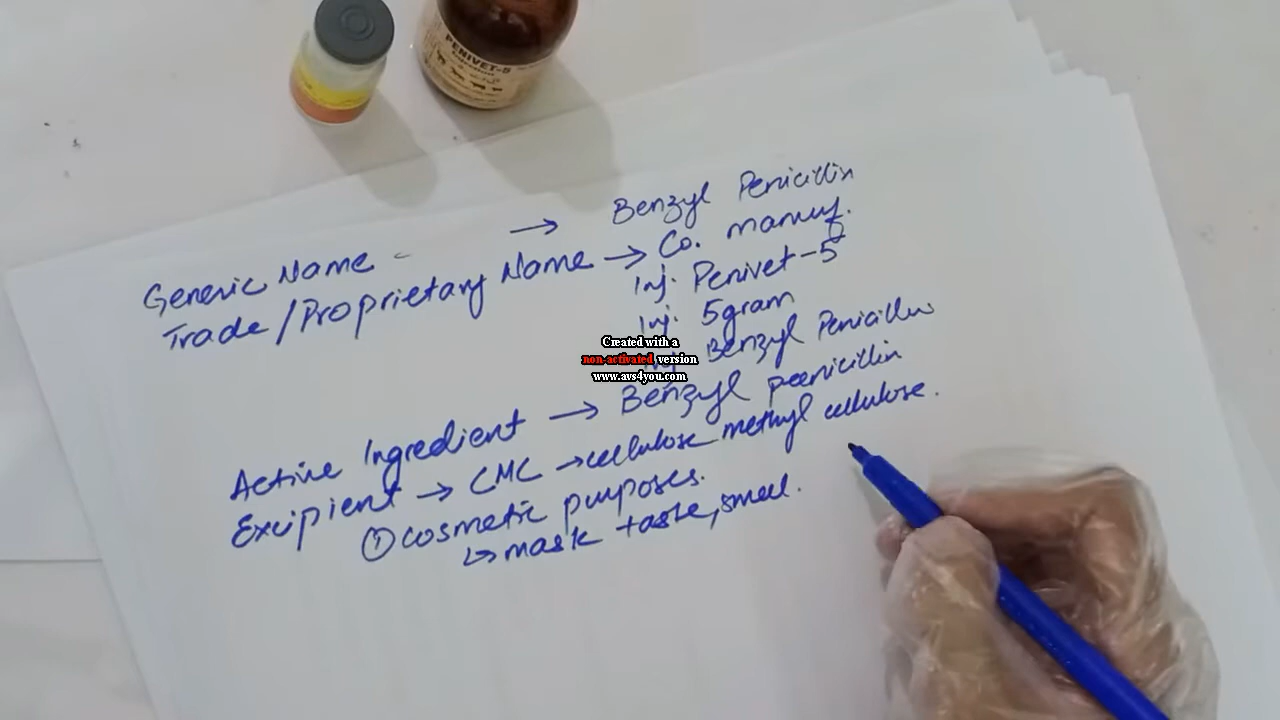 PENIVET-5
Generic Name - → Benzyl Penicillin
Trade/Proprietary Name → Co. manuf.
Inj. Penivet-5
Inj. 5gram
Inj Benzyl Penicillin
Active Ingredient → Benzyl peenicillin
Excipient → CMC → cellulose methyl cellulose.
① cosmetic purposes.
↳ mask taste, smell.
Created with a
non-activated version
www.avs4you.com